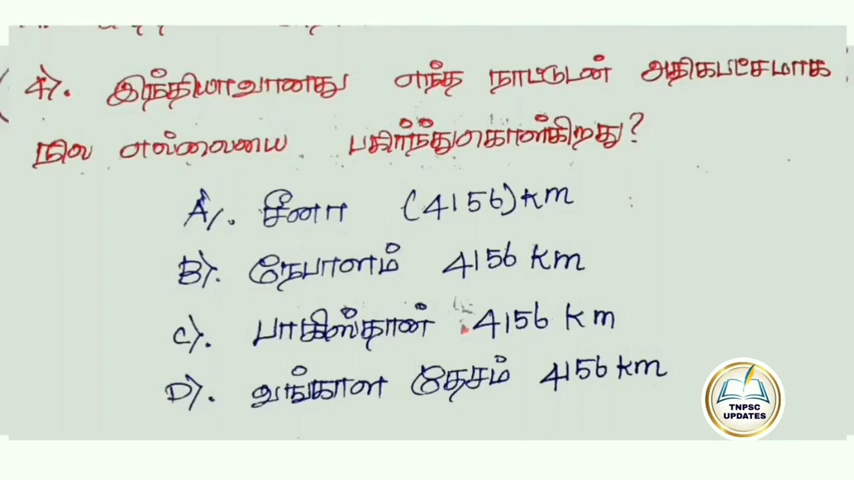 4). இந்தியாவானது எந்த நாட்டுடன் அதிகபட்சமாக
நில எல்லையை பகிர்ந்துகொள்கிறது?
A). சீனா (4156) km
B). நேபாளம் 4156 km
C). பாகிஸ்தான் 4156 km
D). வங்காள தேசம் 4156 km
TNPSC
UPDATES